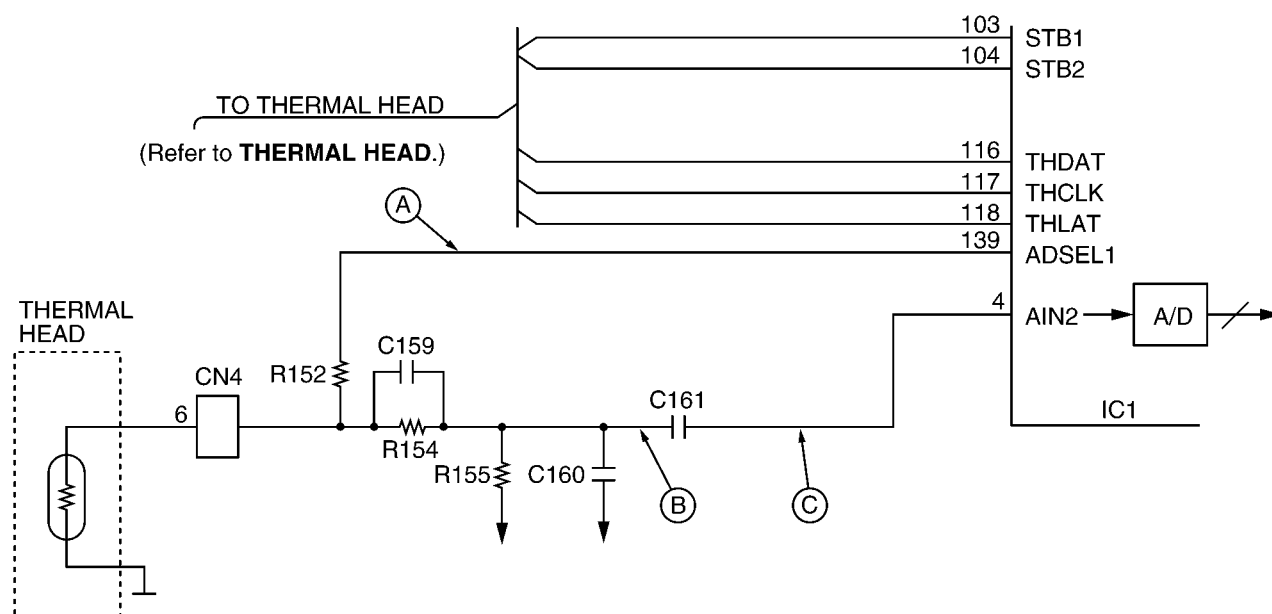 103
STB1
104
STB2
TO THERMAL HEAD
(Refer to THERMAL HEAD.)
116
THDAT
117
THCLK
118
THLAT
A
139
ADSEL1
THERMAL
HEAD
4
AIN2
A/D
C159
R152
CN4
6
C161
IC1
R154
R155
C160
B
C